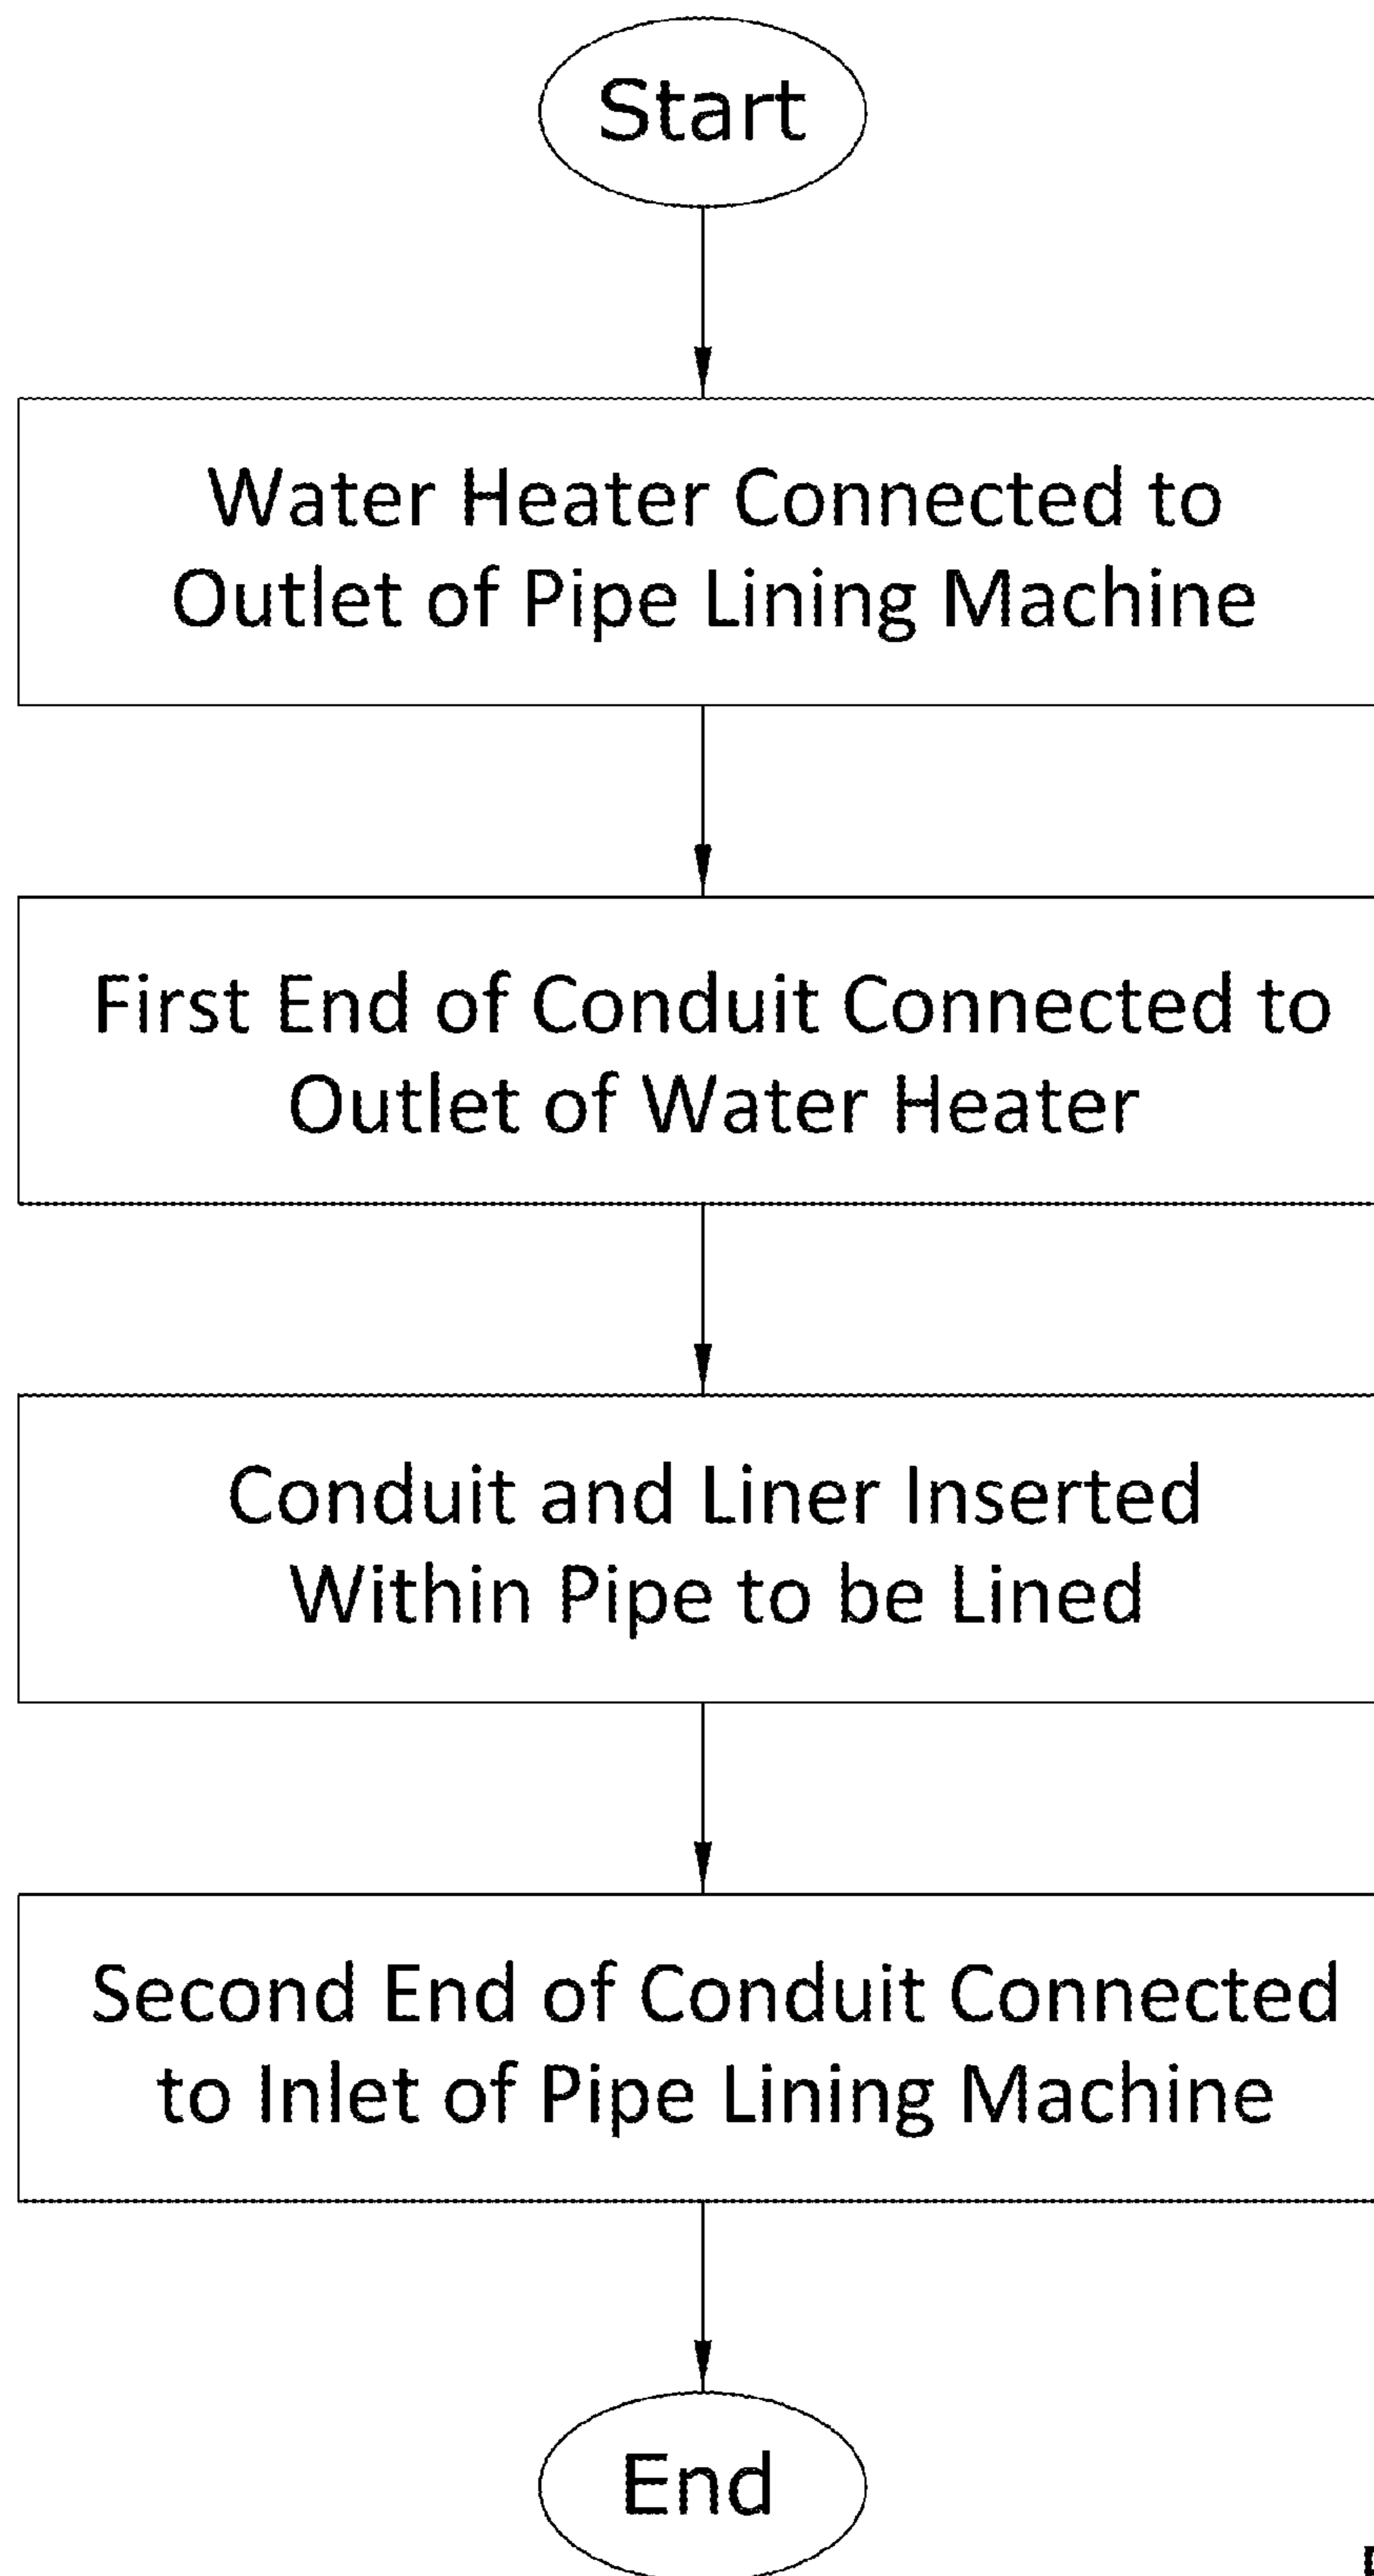 Start
Water Heater Connected to
Outlet of Pipe Lining Machine
First End of Conduit Connected to
Outlet of Water Heater
Conduit and Liner Inserted
Within Pipe to be Lined
Second End of Conduit Connected
to Inlet of Pipe Lining Machine
End